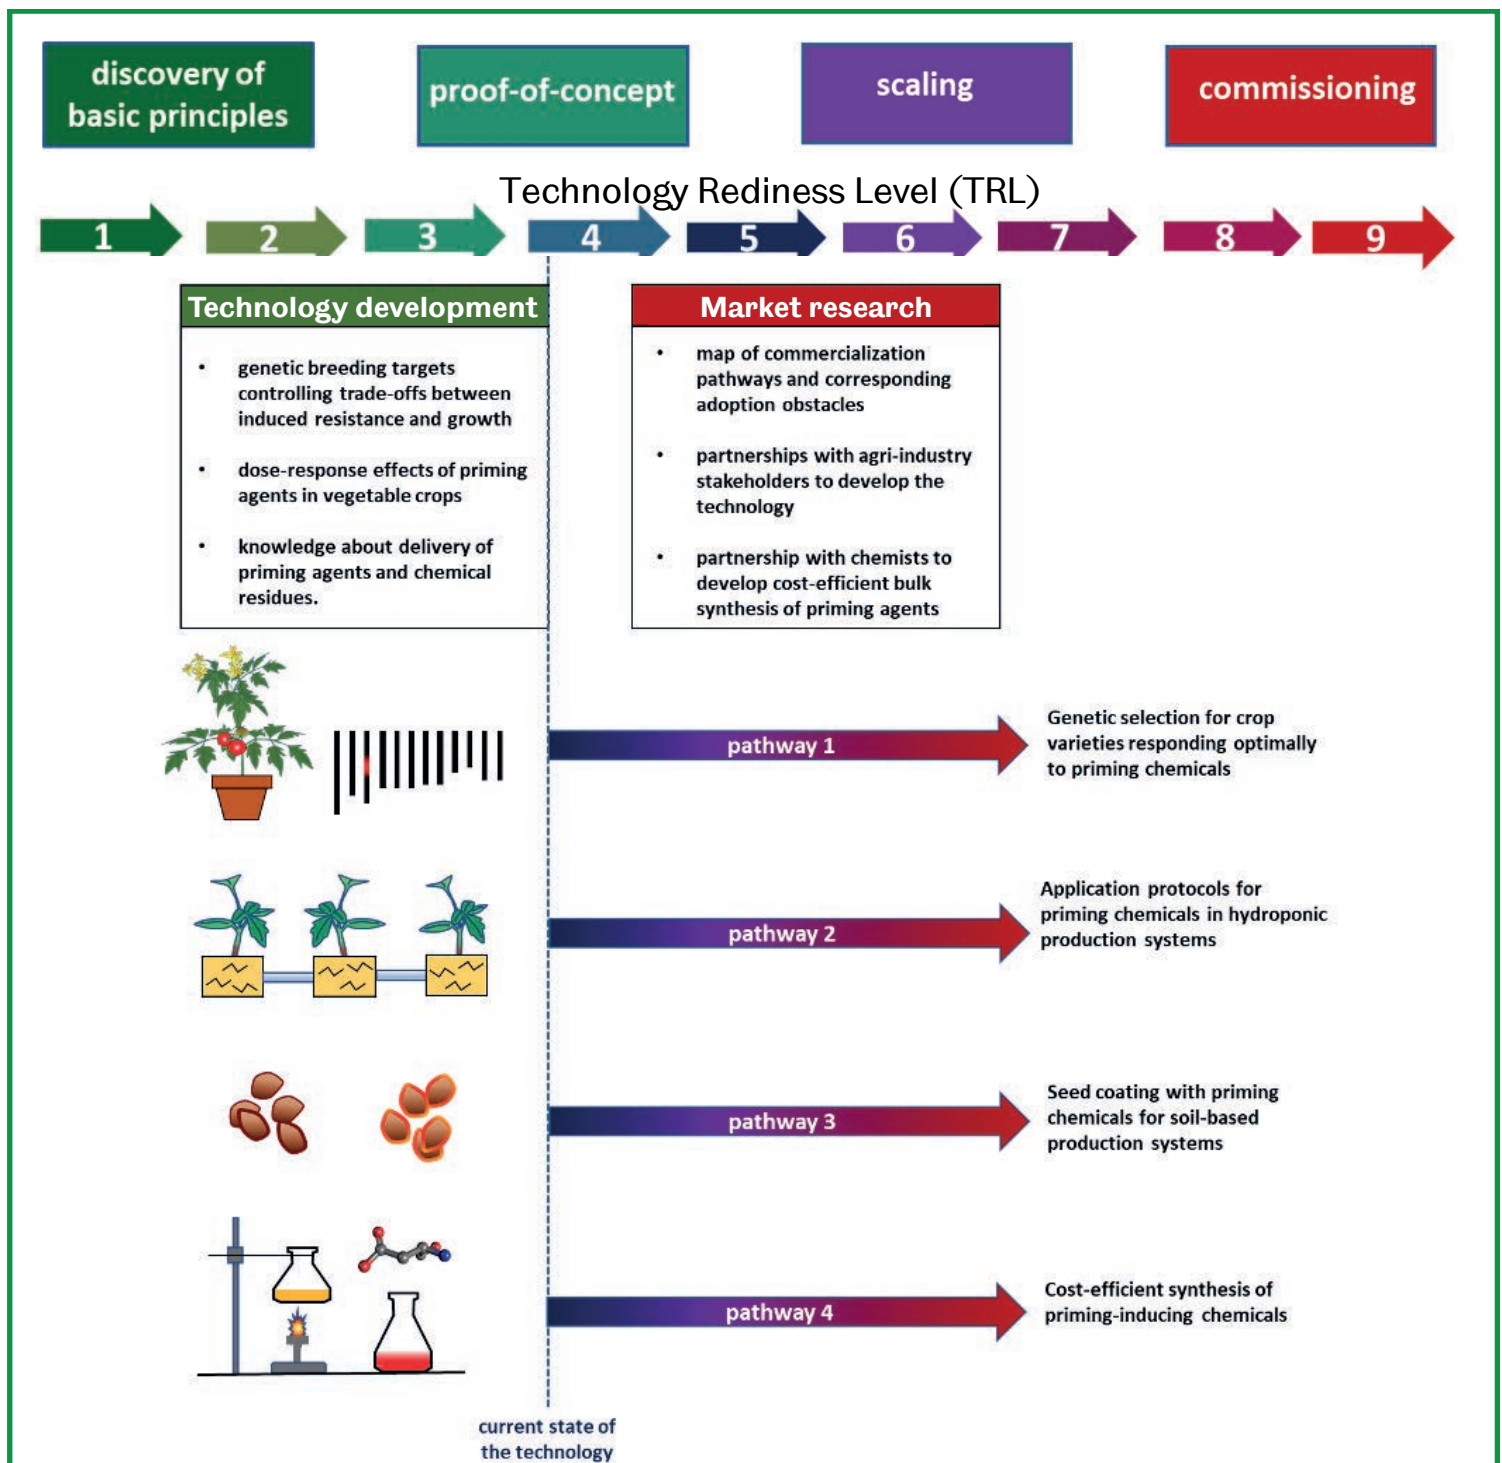 discovery of
basic principles
proof-of-concept
scaling
commissioning
Technology Rediness Level (TRL)
1 2 3 4 5 6 7 8 9
Technology development
• genetic breeding targets
controlling trade-offs between
induced resistance and growth
• dose-response effects of priming
agents in vegetable crops
• knowledge about delivery of
priming agents and chemical
residues.
Market research
• map of commercialization
pathways and corresponding
adoption obstacles
• partnerships with agri-industry
stakeholders to develop the
technology
• partnership with chemists to
develop cost-efficient bulk
synthesis of priming agents
pathway 1
Genetic selection for crop
varieties responding optimally
to priming chemicals
pathway 2
Application protocols for
priming chemicals in hydroponic
production systems
pathway 3
Seed coating with priming
chemicals for soil-based
production systems
pathway 4
Cost-efficient synthesis of
priming-inducing chemicals
current state of
the technology